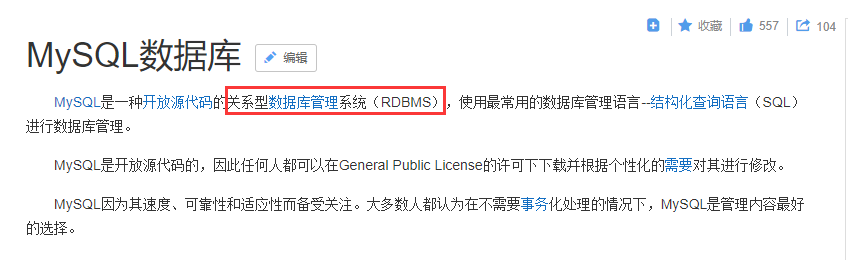 收藏 557 104
MySQL数据库 编辑
MySQL是一种开放源代码的关系型数据库管理系统（RDBMS），使用最常用的数据库管理语言--结构化查询语言（SQL）
进行数据库管理。
MySQL是开放源代码的，因此任何人都可以在General Public License的许可下下载并根据个性化的需要对其进行修改。
MySQL因为其速度、可靠性和适应性而备受关注。大多数人都认为在不需要事务化处理的情况下，MySQL是管理内容最好
的选择。